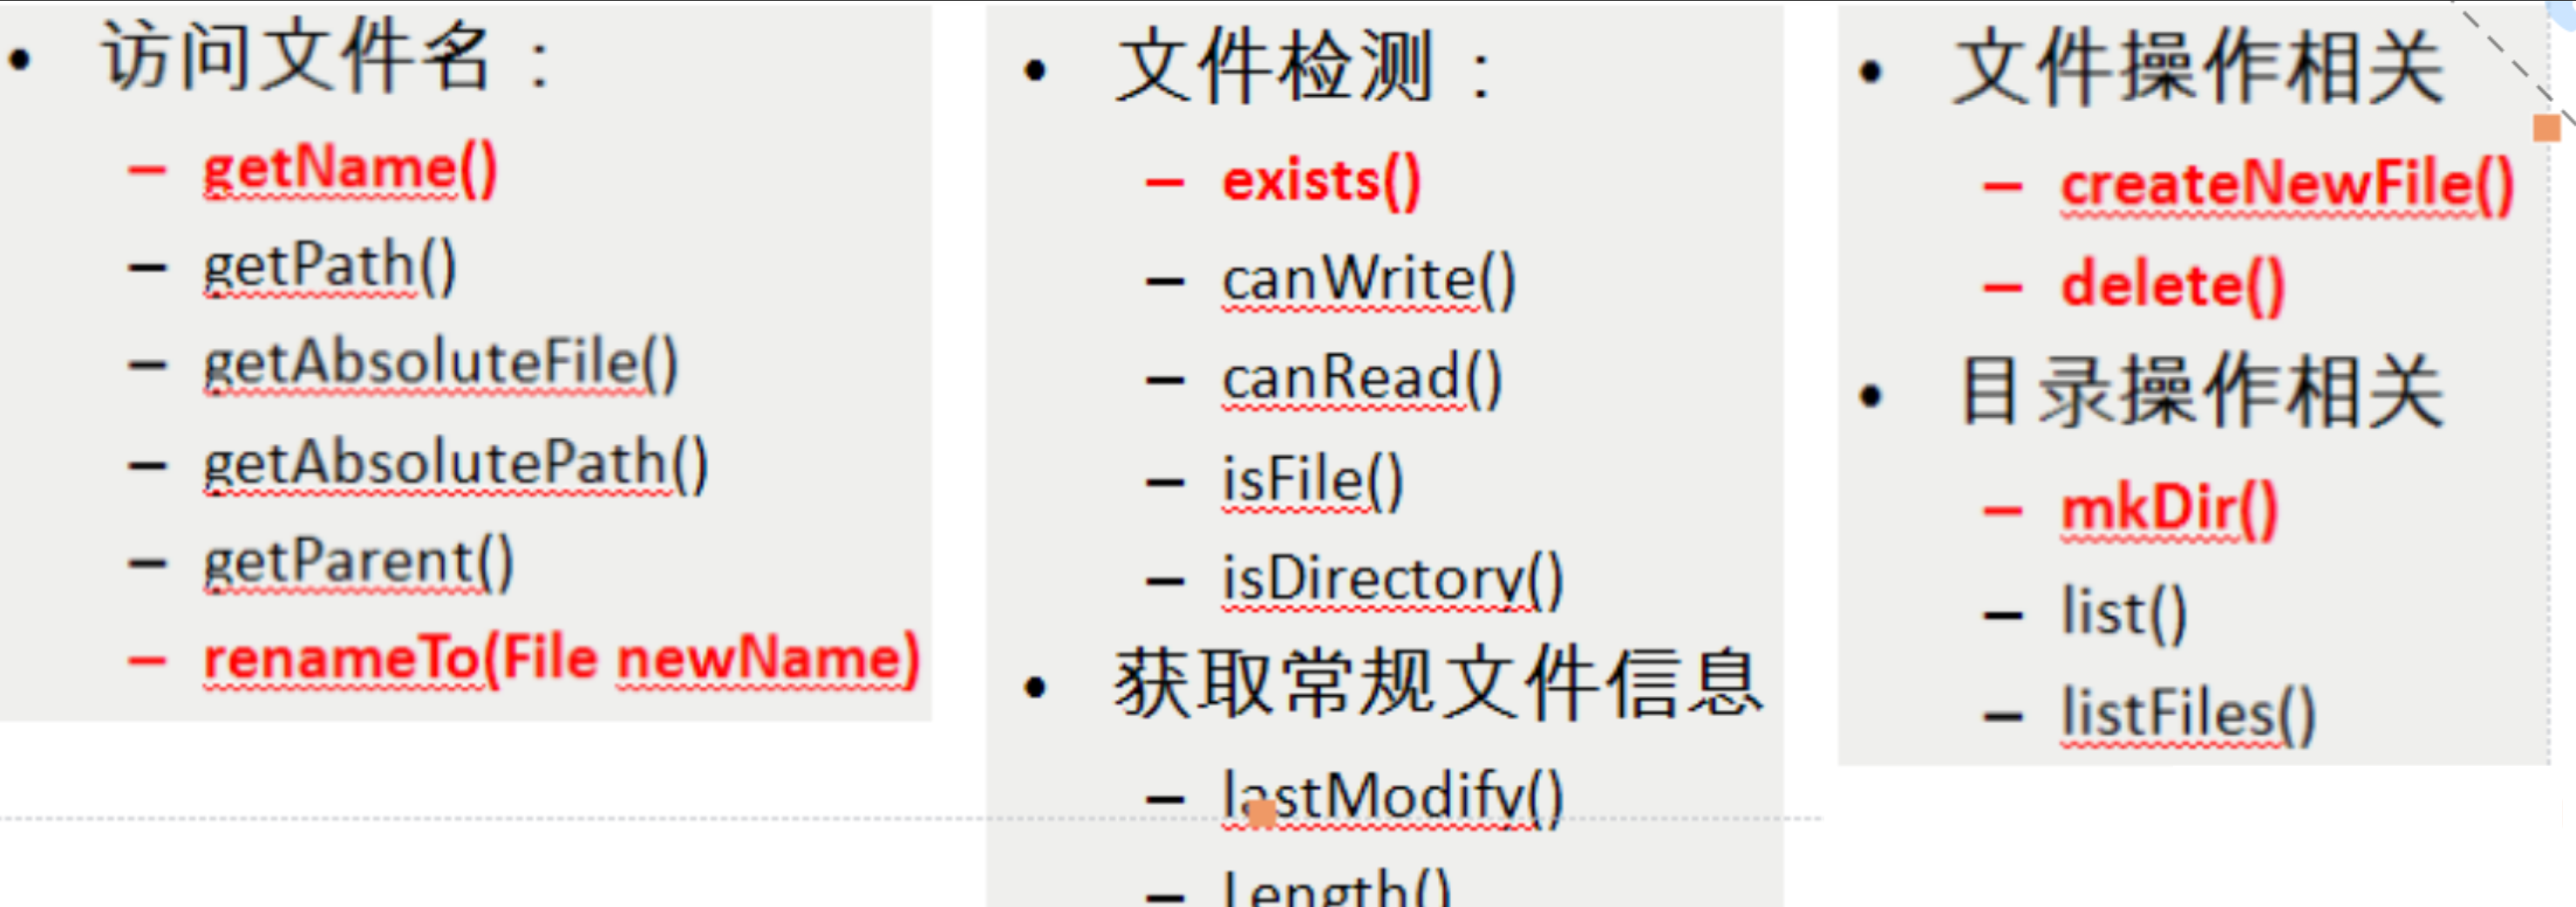 • 访问文件名：
– getName()
– getPath()
– getAbsoluteFile()
– getAbsolutePath()
– getParent()
– renameTo(File newName)
• 文件检测：
– exists()
– canWrite()
– canRead()
– isFile()
– isDirectory()
• 获取常规文件信息
– lastModify()
– Length()
• 文件操作相关
– createNewFile()
– delete()
• 目录操作相关
– mkDir()
– list()
– listFiles()